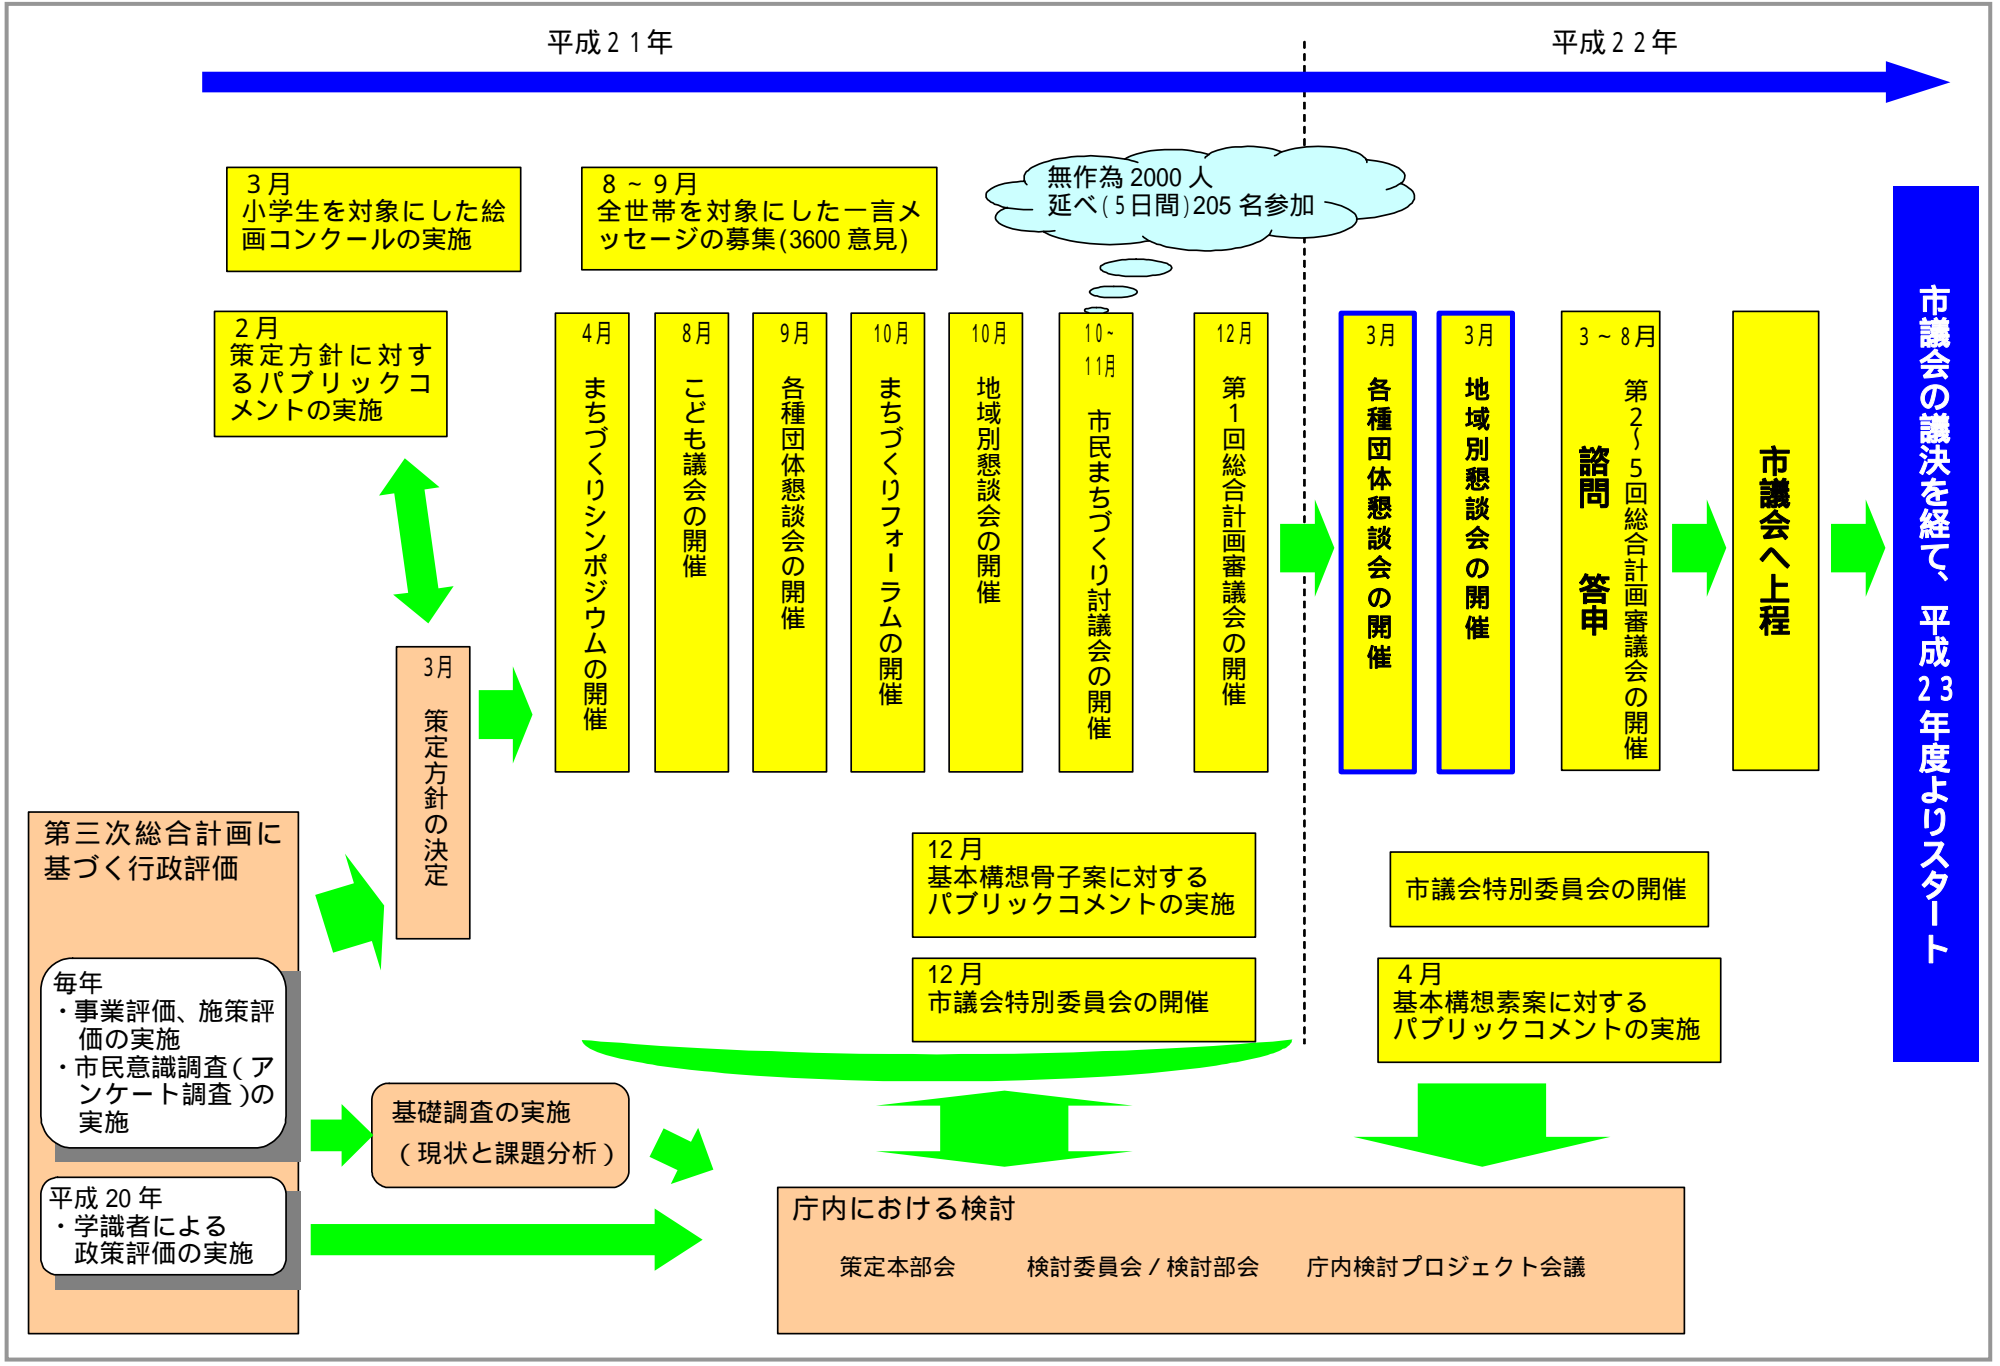 平成２１年
平成２２年
３月
小学生を対象にした絵
画コンクールの実施
８～９月
全世帯を対象にした一言メ
ッセージの募集(3600 意見)
無作為 2000 人
延べ(５日間)205 名参加
２月
策定方針に対す
るパブリックコ
メントの実施
4月
まちづくりシンポジウムの開催
8月
こども議会の開催
9月
各種団体懇談会の開催
10月
まちづくりフォーラムの開催
10月
地域別懇談会の開催
10~
11月
市民まちづくり討議会の開催
12月
第１回総合計画審議会の開催
3月
各種団体懇談会の開催
3月
地域別懇談会の開催
3～8月
第２～５回総合計画審議会の開催
諮問　答申
市議会へ上程
市議会の議決を経て、平成２３年度よりスタート
3月
策定方針の決定
第三次総合計画に
基づく行政評価
毎年
・事業評価、施策評
価の実施
・市民意識調査(ア
ンケート調査)の
実施
平成 20 年
・学識者による
政策評価の実施
基礎調査の実施
(現状と課題分析)
12 月
基本構想骨子案に対する
パブリックコメントの実施
12 月
市議会特別委員会の開催
市議会特別委員会の開催
４月
基本構想素案に対する
パブリックコメントの実施
庁内における検討
策定本部会　検討委員会/検討部会　庁内検討プロジェクト会議